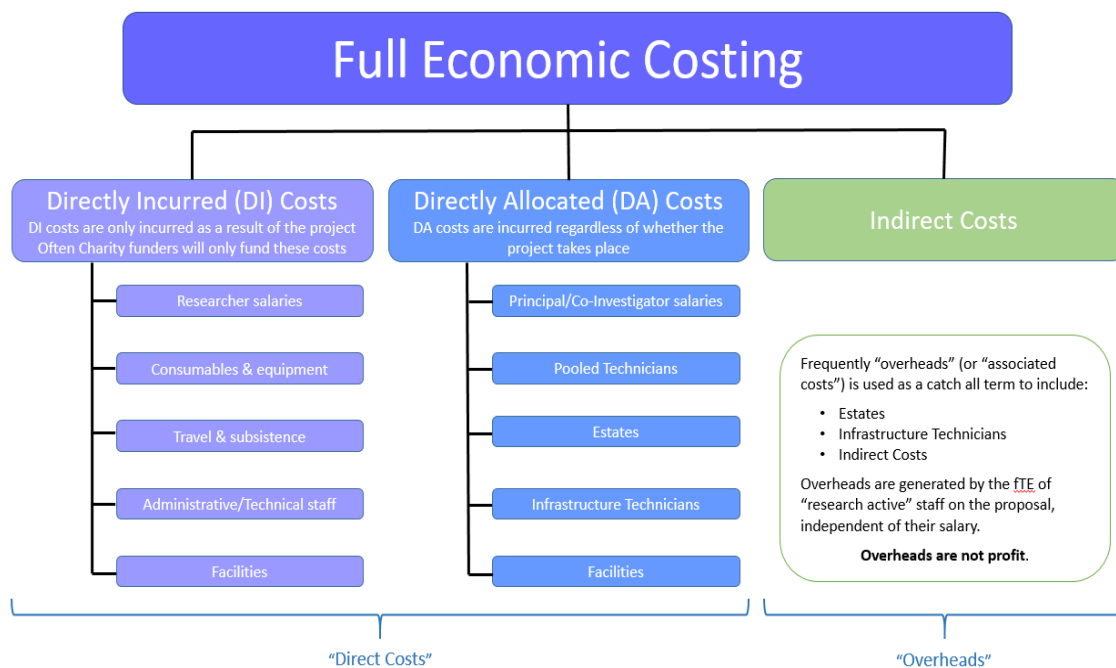 Full Economic Costing
Directly Incurred (DI) Costs
DI costs are only incurred as a result of the project
Often Charity funders will only fund these costs
Researcher salaries
Consumables & equipment
Travel & subsistence
Administrative/Technical staff
Facilities
Directly Allocated (DA) Costs
DA costs are incurred regardless of whether the
project takes place
Principal/Co-Investigator salaries
Pooled Technicians
Estates
Infrastructure Technicians
Facilities
Indirect Costs
Frequently “overheads” (or “associated
costs”) is used as a catch all term to include:
• Estates
• Infrastructure Technicians
• Indirect Costs
Overheads are generated by the fTE of
“research active” staff on the proposal,
independent of their salary.
Overheads are not profit.
“Direct Costs”
“Overheads”